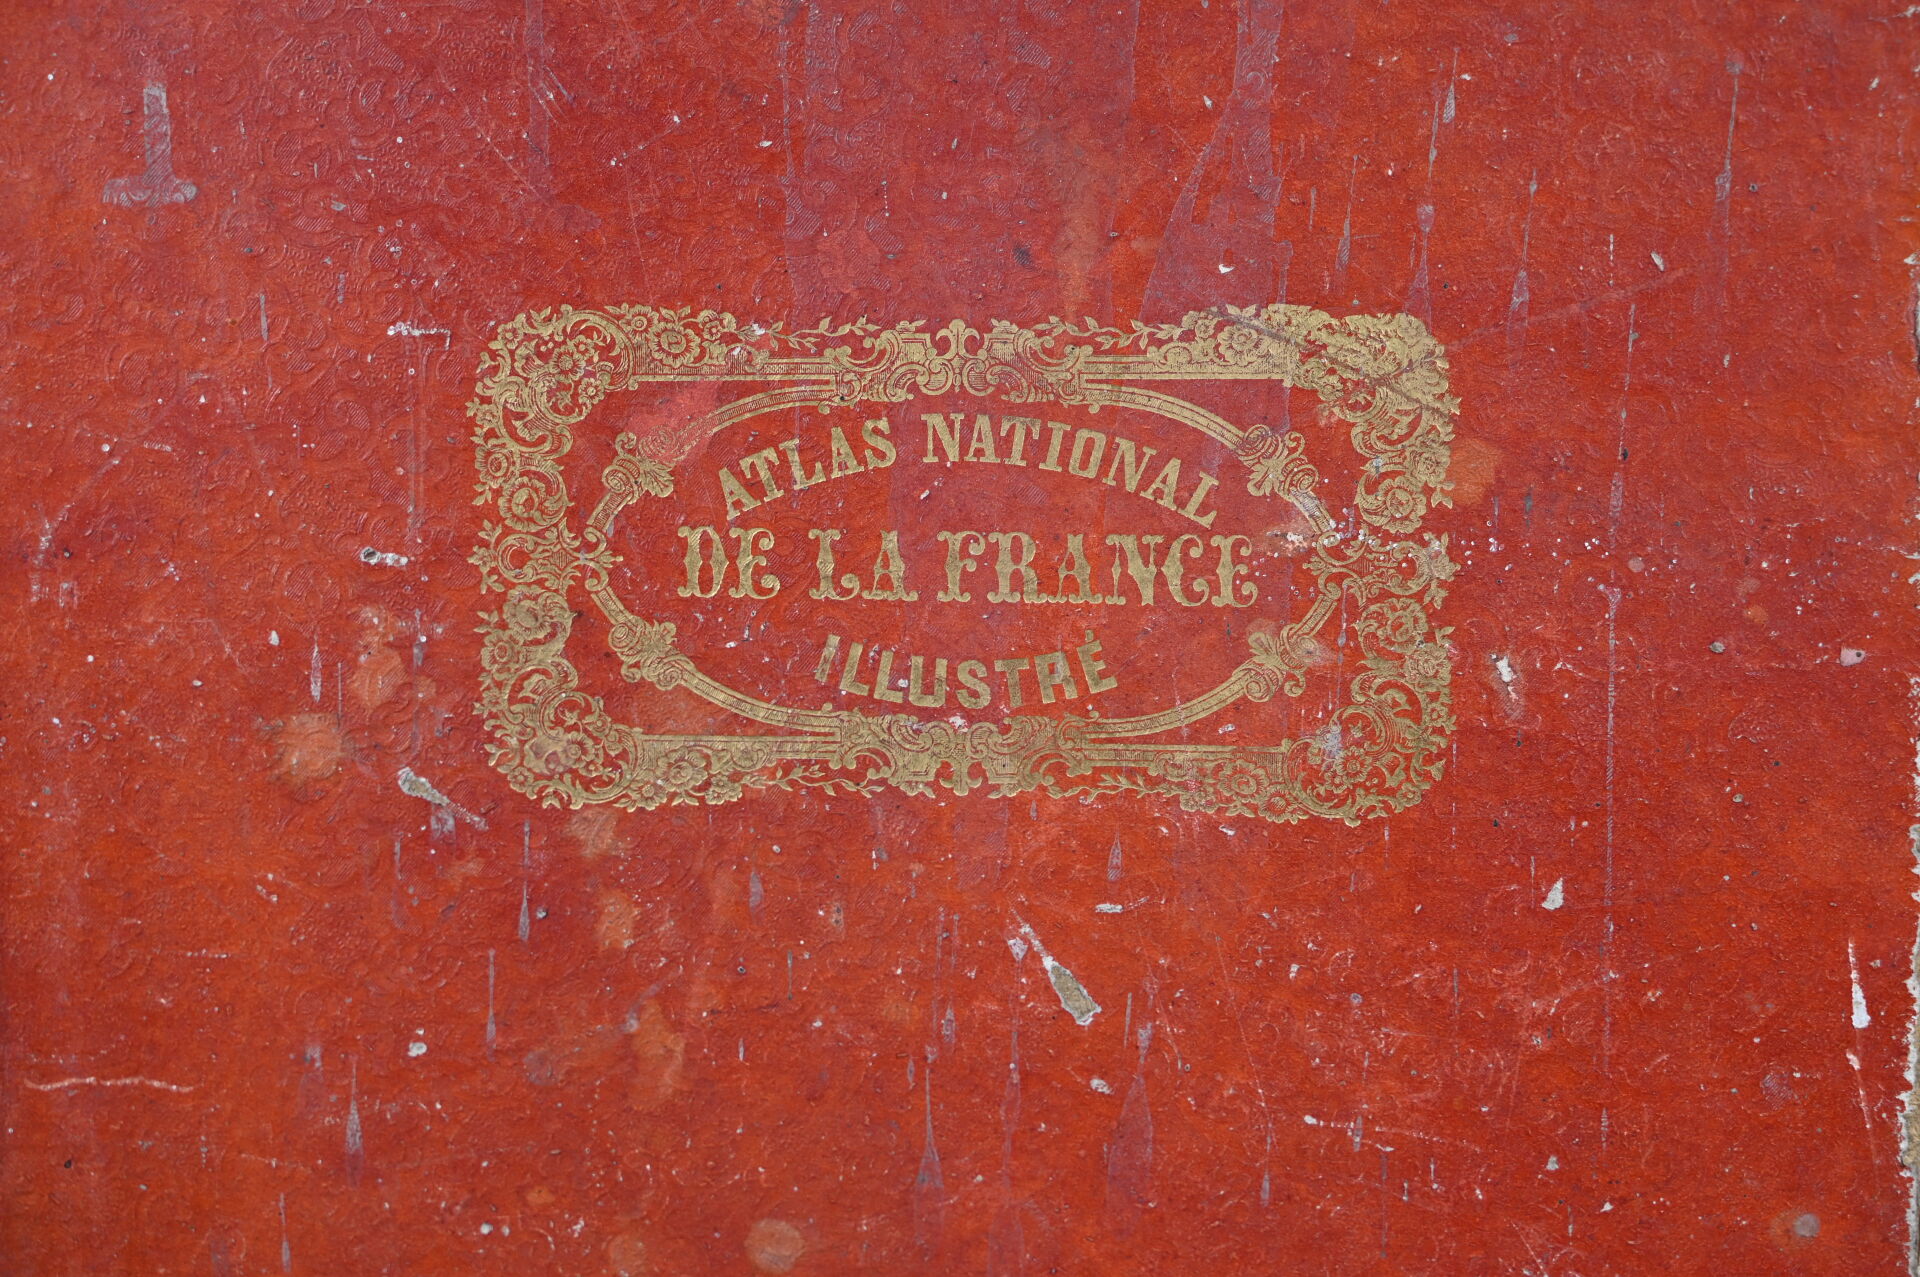 ATLAS NATIONAL
DE LA FRANCE
ILLUSTRÉ